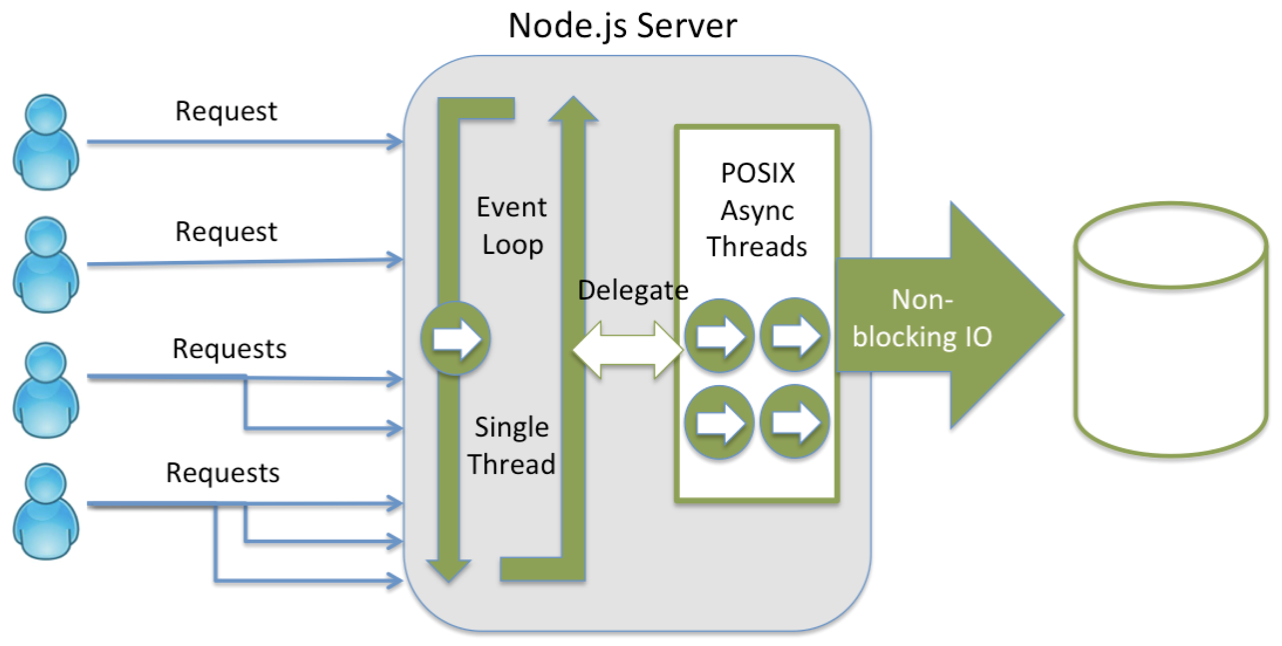 Node.js Server
Request
Request
Requests
Requests
Event
Loop
Single
Thread
Delegate
POSIX
Async
Threads
Non-
blocking IO